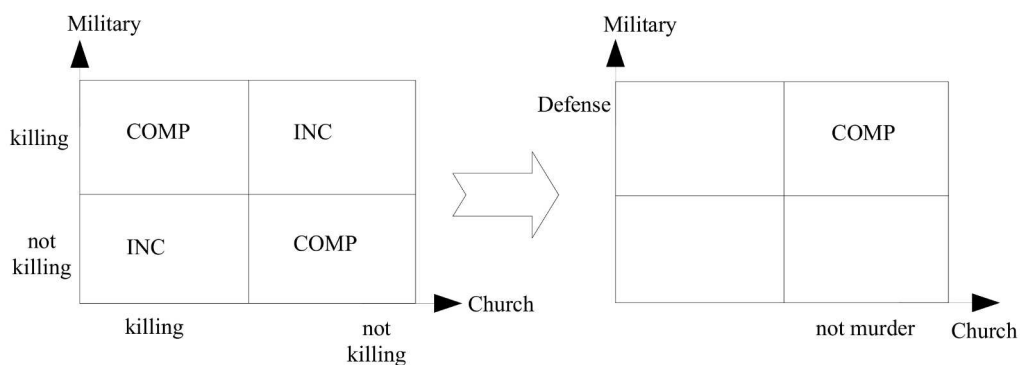 Military
killing
COMP
INC
not
killing
INC
COMP
Church
killing
not
killing
Military
Defense
COMP
not murder
Church